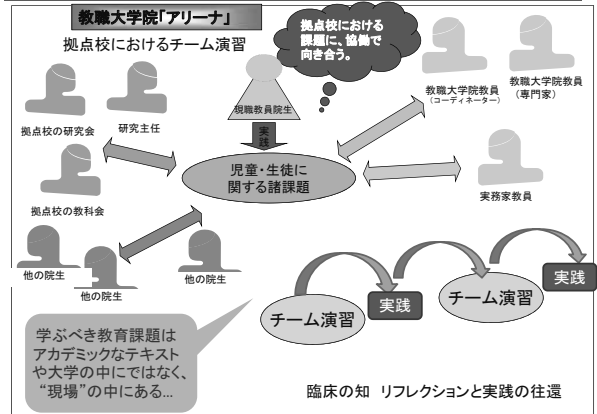 教職大学院「アリーナ」
拠点校におけるチーム演習
拠点校における
課題に、協働で
向き合う。
現職教員院生
実践
教職大学院教員
（コーディネーター）
教職大学院教員
（専門家）
拠点校の研究会
研究主任
児童・生徒に
関する諸課題
実務家教員
拠点校の教科会
他の院生
他の院生
他の院生
チーム演習
実践
チーム演習
実践
学ぶべき教育課題は
アカデミックなテキスト
や大学の中にではなく、
“現場”の中にある...
臨床の知 リフレクションと実践の往還